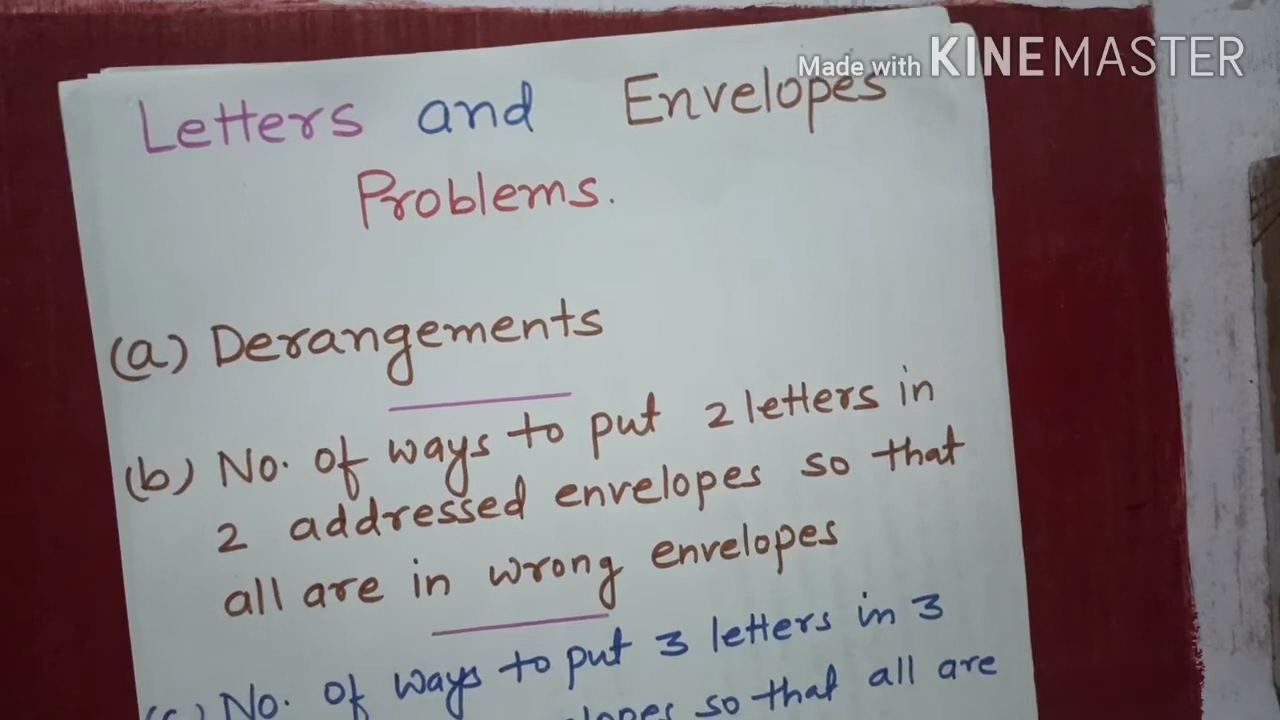 Made with KINEMASTER
Letters and Envelopes
Problems.
(a) Derangements
(b) No. of ways to put 2 letters in
2 addressed envelopes so that
all are in wrong envelopes
(c) No. of ways to put 3 letters in 3
so that all are